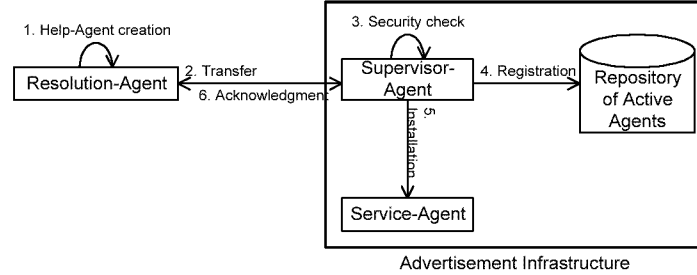 1. Help-Agent creation
Resolution-Agent
2. Transfer
6. Acknowledgment
3. Security check
Supervisor-
Agent
4. Registration
Repository
of Active
Agents
5.
Installation
Service-Agent
Advertisement Infrastructure